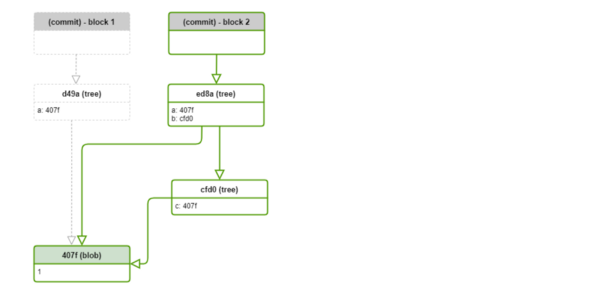 (commit) - block 1
(commit) - block 2
d49a (tree)
a: 407f
ed8a (tree)
a: 407f
b: cfd0
cfd0 (tree)
c: 407f
407f (blob)
1